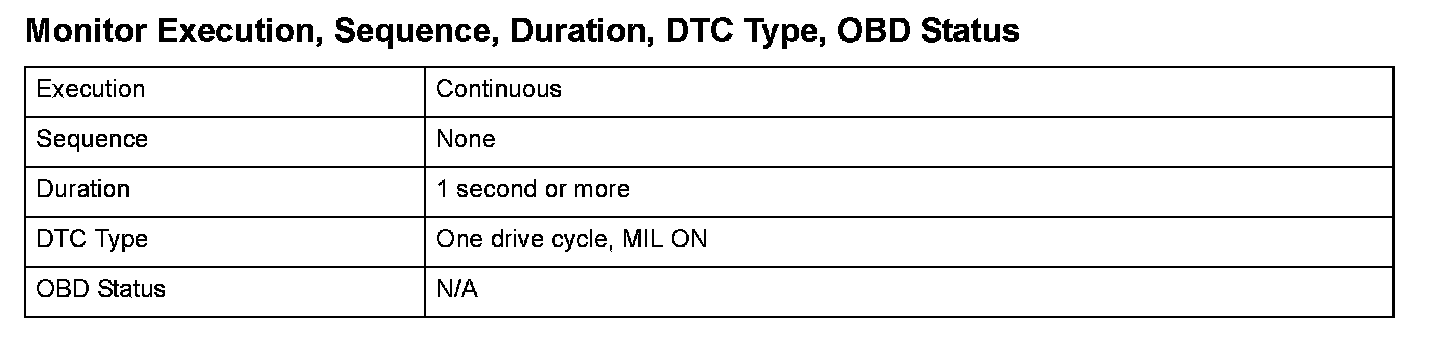 Monitor Execution, Sequence, Duration, DTC Type, OBD Status
Execution Continuous
Sequence None
Duration 1 second or more
DTC Type One drive cycle, MIL ON
OBD Status N/A